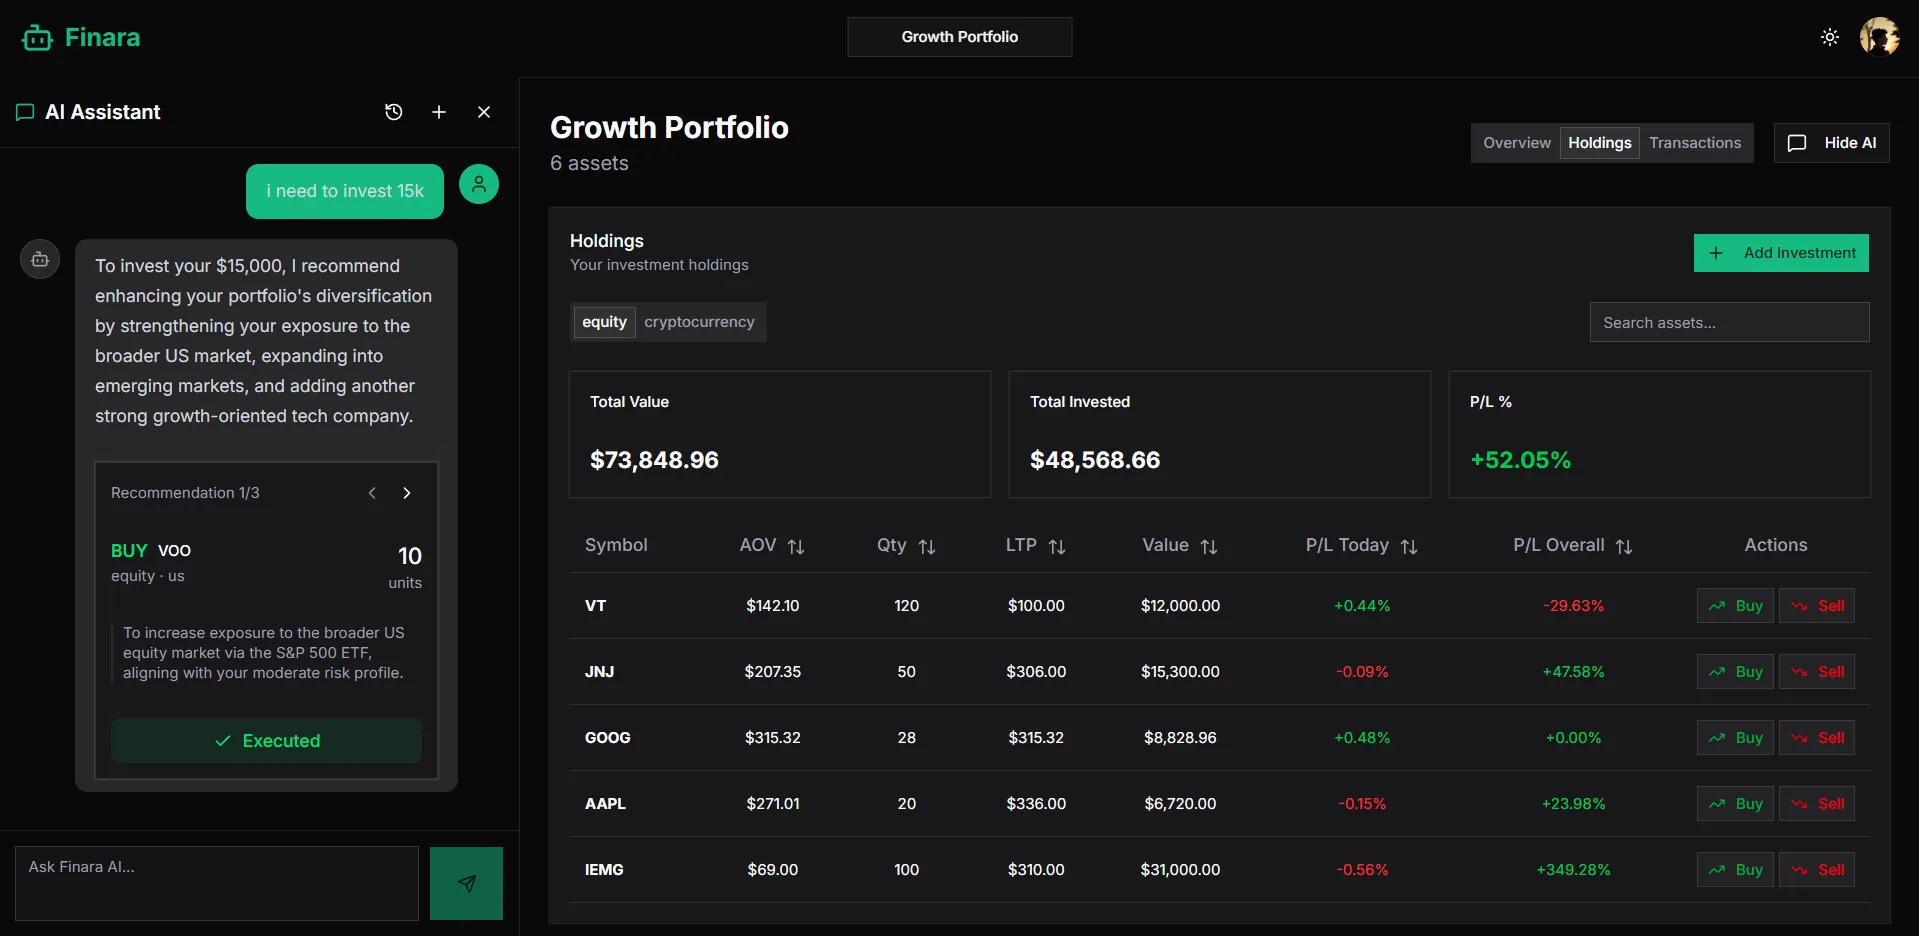 Finara
Growth Portfolio
AI Assistant
i need to invest 15k
To invest your $15,000, I recommend
enhancing your portfolio's diversification
by strengthening your exposure to the
broader US market, expanding into
emerging markets, and adding another
strong growth-oriented tech company.
Recommendation 1/3
BUY VOO
equity · us
10
units
To increase exposure to the broader US
equity market via the S&P 500 ETF,
aligning with your moderate risk profile.
Executed
Ask Finara AI...
Growth Portfolio
6 assets
Overview Holdings Transactions
Hide AI
Holdings
Your investment holdings
Add Investment
equity cryptocurrency
Search assets...
Total Value
$73,848.96
Total Invested
$48,568.66
P/L %
+52.05%
Symbol AOV Qty LTP Value P/L Today P/L Overall Actions
VT $142.10 120 $100.00 $12,000.00 +0.44% -29.63% Buy Sell
JNJ $207.35 50 $306.00 $15,300.00 -0.09% +47.58% Buy Sell
GOOG $315.32 28 $315.32 $8,828.96 +0.48% +0.00% Buy Sell
AAPL $271.01 20 $336.00 $6,720.00 -0.15% +23.98% Buy Sell
IEMG $69.00 100 $310.00 $31,000.00 -0.56% +349.28% Buy Sell